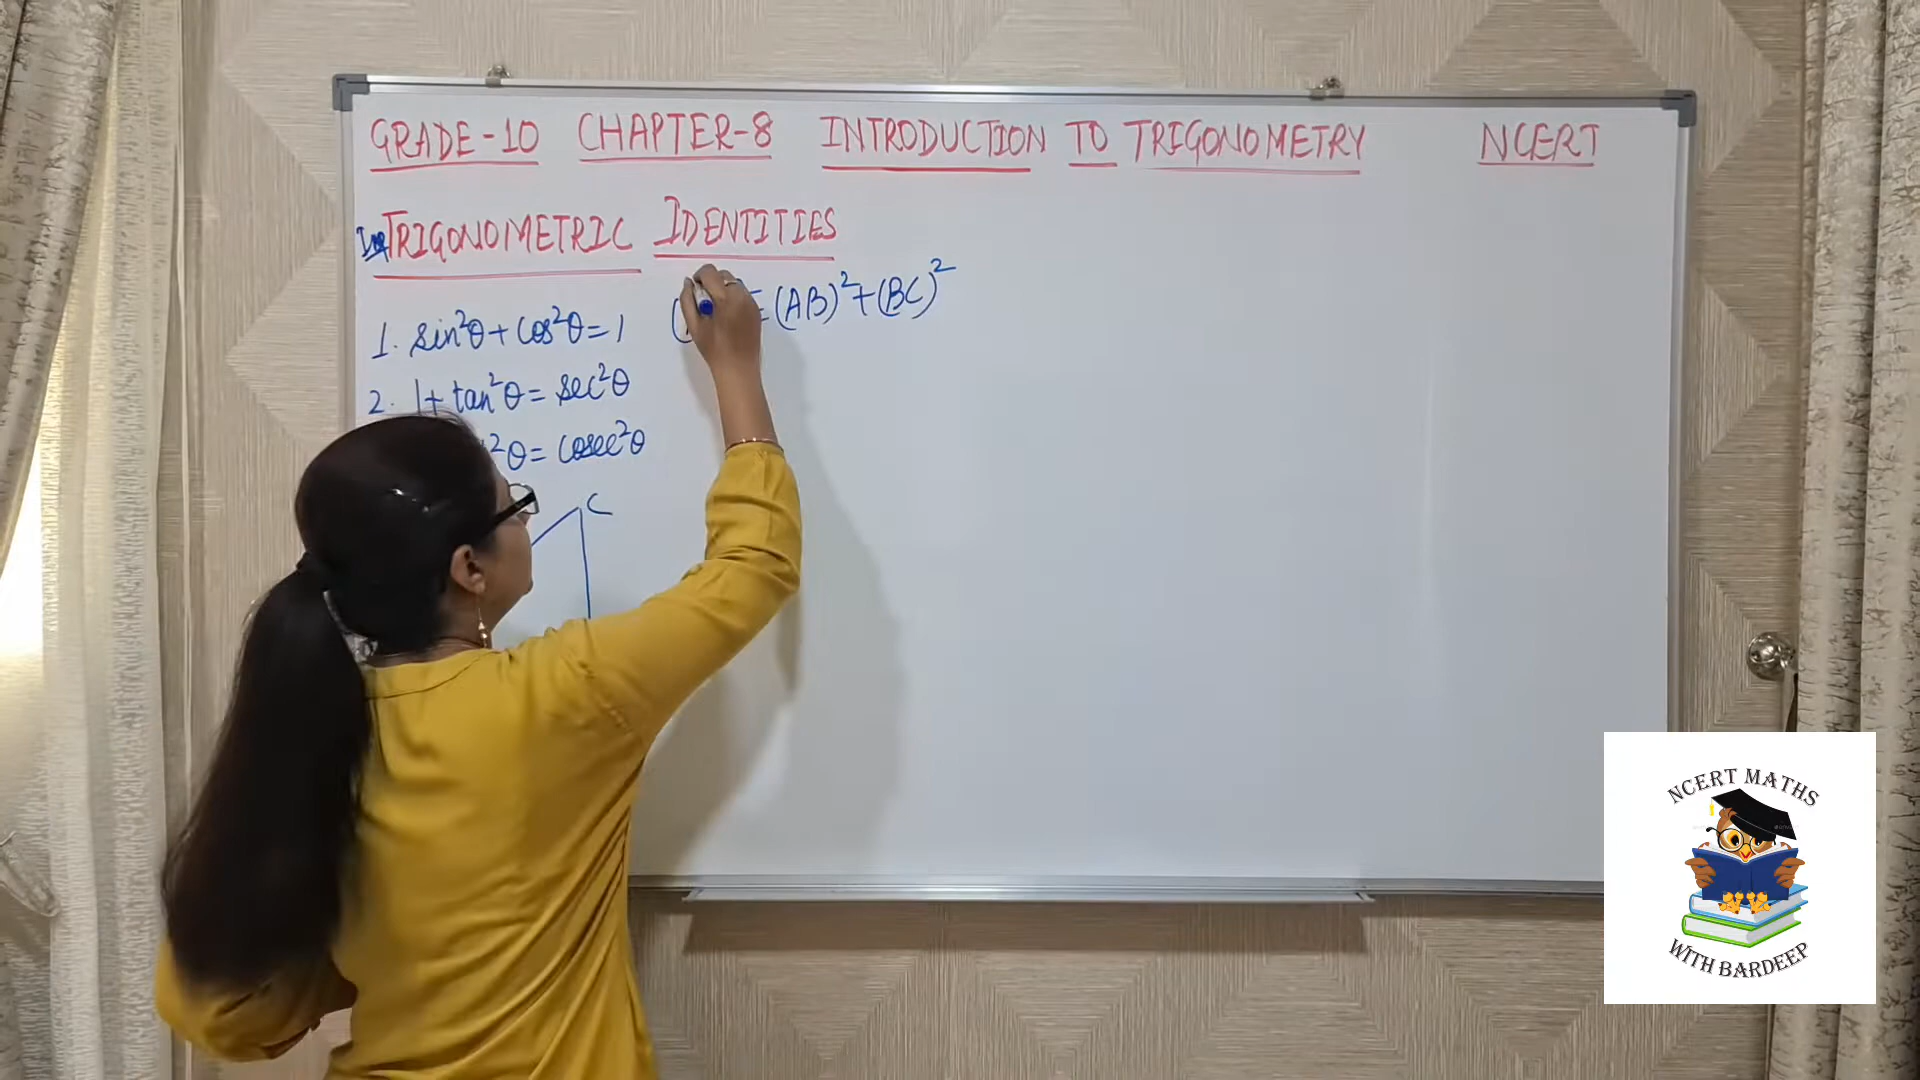 GRADE-10 CHAPTER-8 INTRODUCTION TO TRIGONOMETRY NCERT
TRIGONOMETRIC IDENTITIES
1. sin²θ + cos²θ = 1
2. 1 + tan²θ = sec²θ
²θ = cosec²θ
= (AB)² + (BC)²
C
NCERT MATHS
WITH BARDEEP